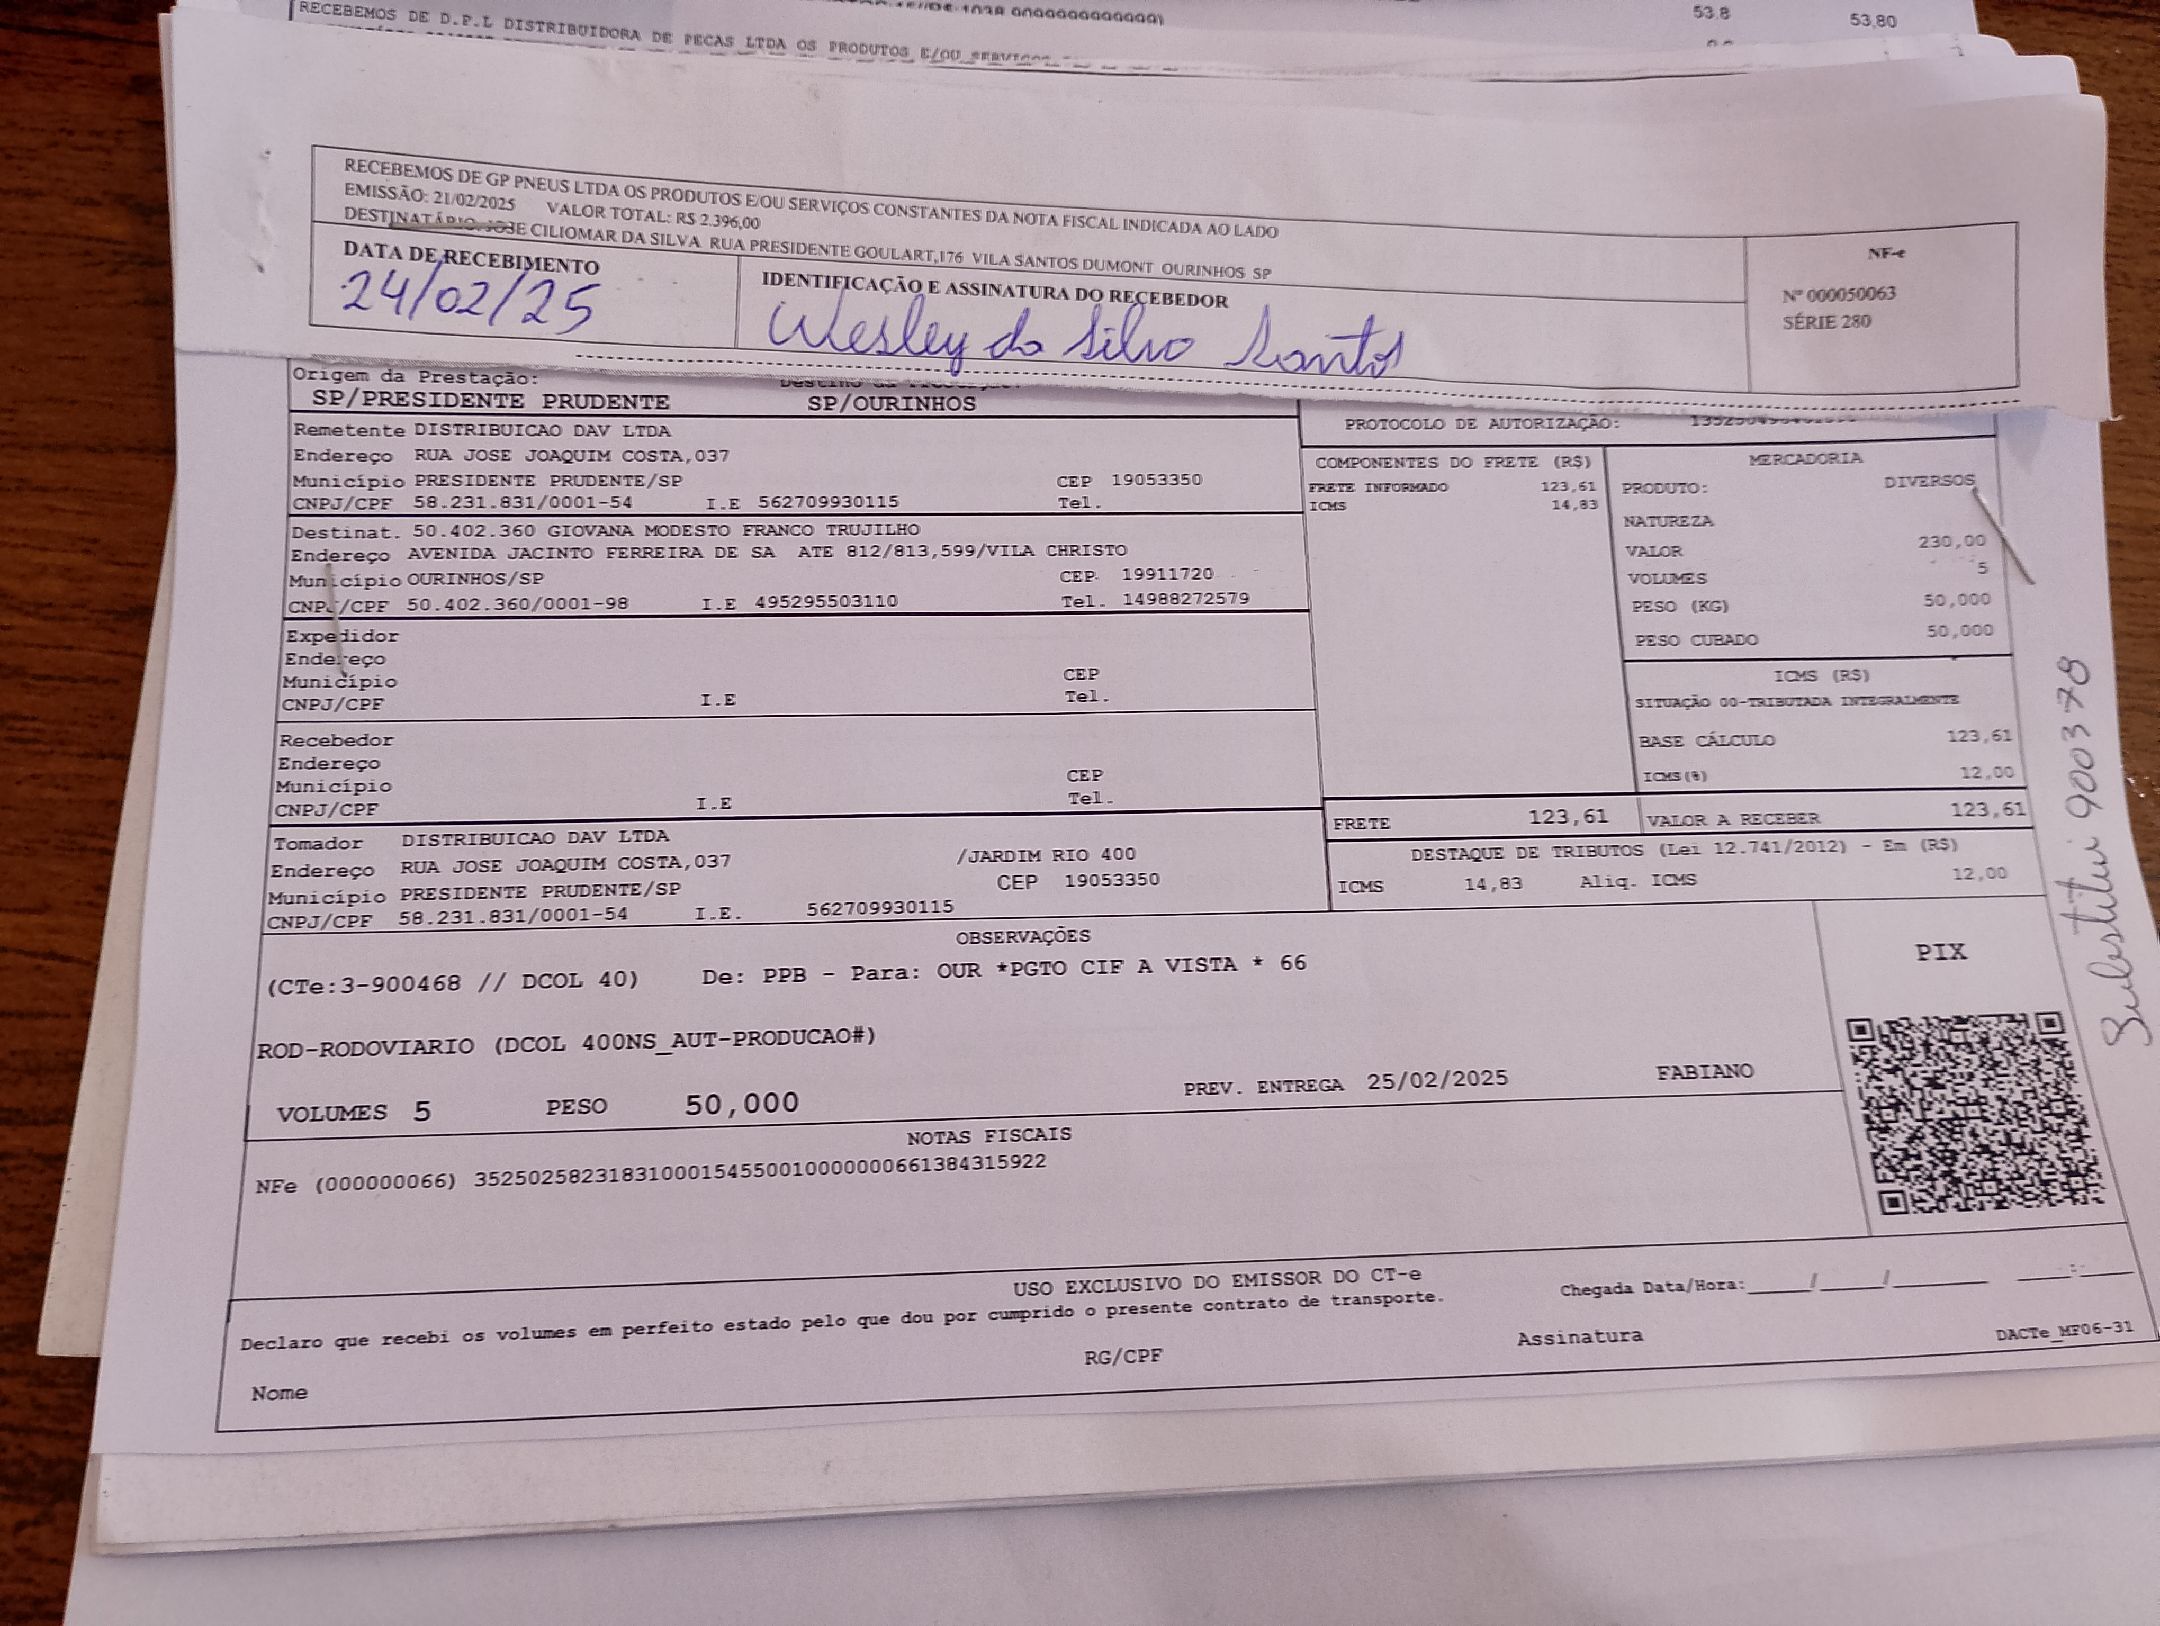 RECEBEMOS DE D.P.L DISTRIBUIDORA DE PECAS LTDA OS PRODUTOS E/OU SERVICOS
53,8 53,80
RECEBEMOS DE GP PNEUS LTDA OS PRODUTOS E/OU SERVIÇOS CONSTANTES DA NOTA FISCAL INDICADA AO LADO
EMISSÃO: 21/02/2025 VALOR TOTAL: R$ 2.396,00
DESTINATÁRIO: JOSE CILIOMAR DA SILVA RUA PRESIDENTE GOULART,176 VILA SANTOS DUMONT OURINHOS SP
NF-e
Nº 000050063
SÉRIE 280
DATA DE RECEBIMENTO
24/02/25
IDENTIFICAÇÃO E ASSINATURA DO RECEBEDOR
Wesley da Silva Santos
Origem da Prestação:
SP/PRESIDENTE PRUDENTE SP/OURINHOS
Remetente DISTRIBUICAO DAV LTDA
Endereço RUA JOSE JOAQUIM COSTA,037
Município PRESIDENTE PRUDENTE/SP CEP 19053350
CNPJ/CPF 58.231.831/0001-54 I.E 562709930115 Tel.
Destinat. 50.402.360 GIOVANA MODESTO FRANCO TRUJILHO
Endereço AVENIDA JACINTO FERREIRA DE SA ATE 812/813,599/VILA CHRISTO
Município OURINHOS/SP CEP 19911720
CNPJ/CPF 50.402.360/0001-98 I.E 495295503110 Tel. 14988272579
Expedidor
Endereço
Município CEP
CNPJ/CPF I.E Tel.
Recebedor
Endereço
Município CEP
CNPJ/CPF I.E Tel.
Tomador DISTRIBUICAO DAV LTDA
Endereço RUA JOSE JOAQUIM COSTA,037 /JARDIM RIO 400
Município PRESIDENTE PRUDENTE/SP CEP 19053350
CNPJ/CPF 58.231.831/0001-54 I.E. 562709930115
PROTOCOLO DE AUTORIZAÇÃO:
COMPONENTES DO FRETE (R$)
FRETE INFORMADO 123,61
ICMS 14,83
MERCADORIA
PRODUTO: DIVERSOS
NATUREZA
VALOR 230,00
VOLUMES 5
PESO (KG) 50,000
PESO CUBADO 50,000
ICMS (R$)
SITUAÇÃO 00-TRIBUTADA INTEGRALMENTE
BASE CÁLCULO 123,61
ICMS(%) 12,00
FRETE 123,61 VALOR A RECEBER 123,61
DESTAQUE DE TRIBUTOS (Lei 12.741/2012) - Em (R$)
ICMS 14,83 Aliq. ICMS 12,00
OBSERVAÇÕES
(CTe:3-900468 // DCOL 40) De: PPB - Para: OUR *PGTO CIF A VISTA * 66
ROD-RODOVIARIO (DCOL 400NS_AUT-PRODUCAO#)
VOLUMES 5 PESO 50,000 PREV. ENTREGA 25/02/2025 FABIANO
PIX
NOTAS FISCAIS
NFe (000000066) 35250258231831000154550010000000661384315922
USO EXCLUSIVO DO EMISSOR DO CT-e
Declaro que recebi os volumes em perfeito estado pelo que dou por cumprido o presente contrato de transporte.
Chegada Data/Hora:_____/_____/_______ ____:____
Nome RG/CPF Assinatura DACTe_MF06-31
Substitui 900378